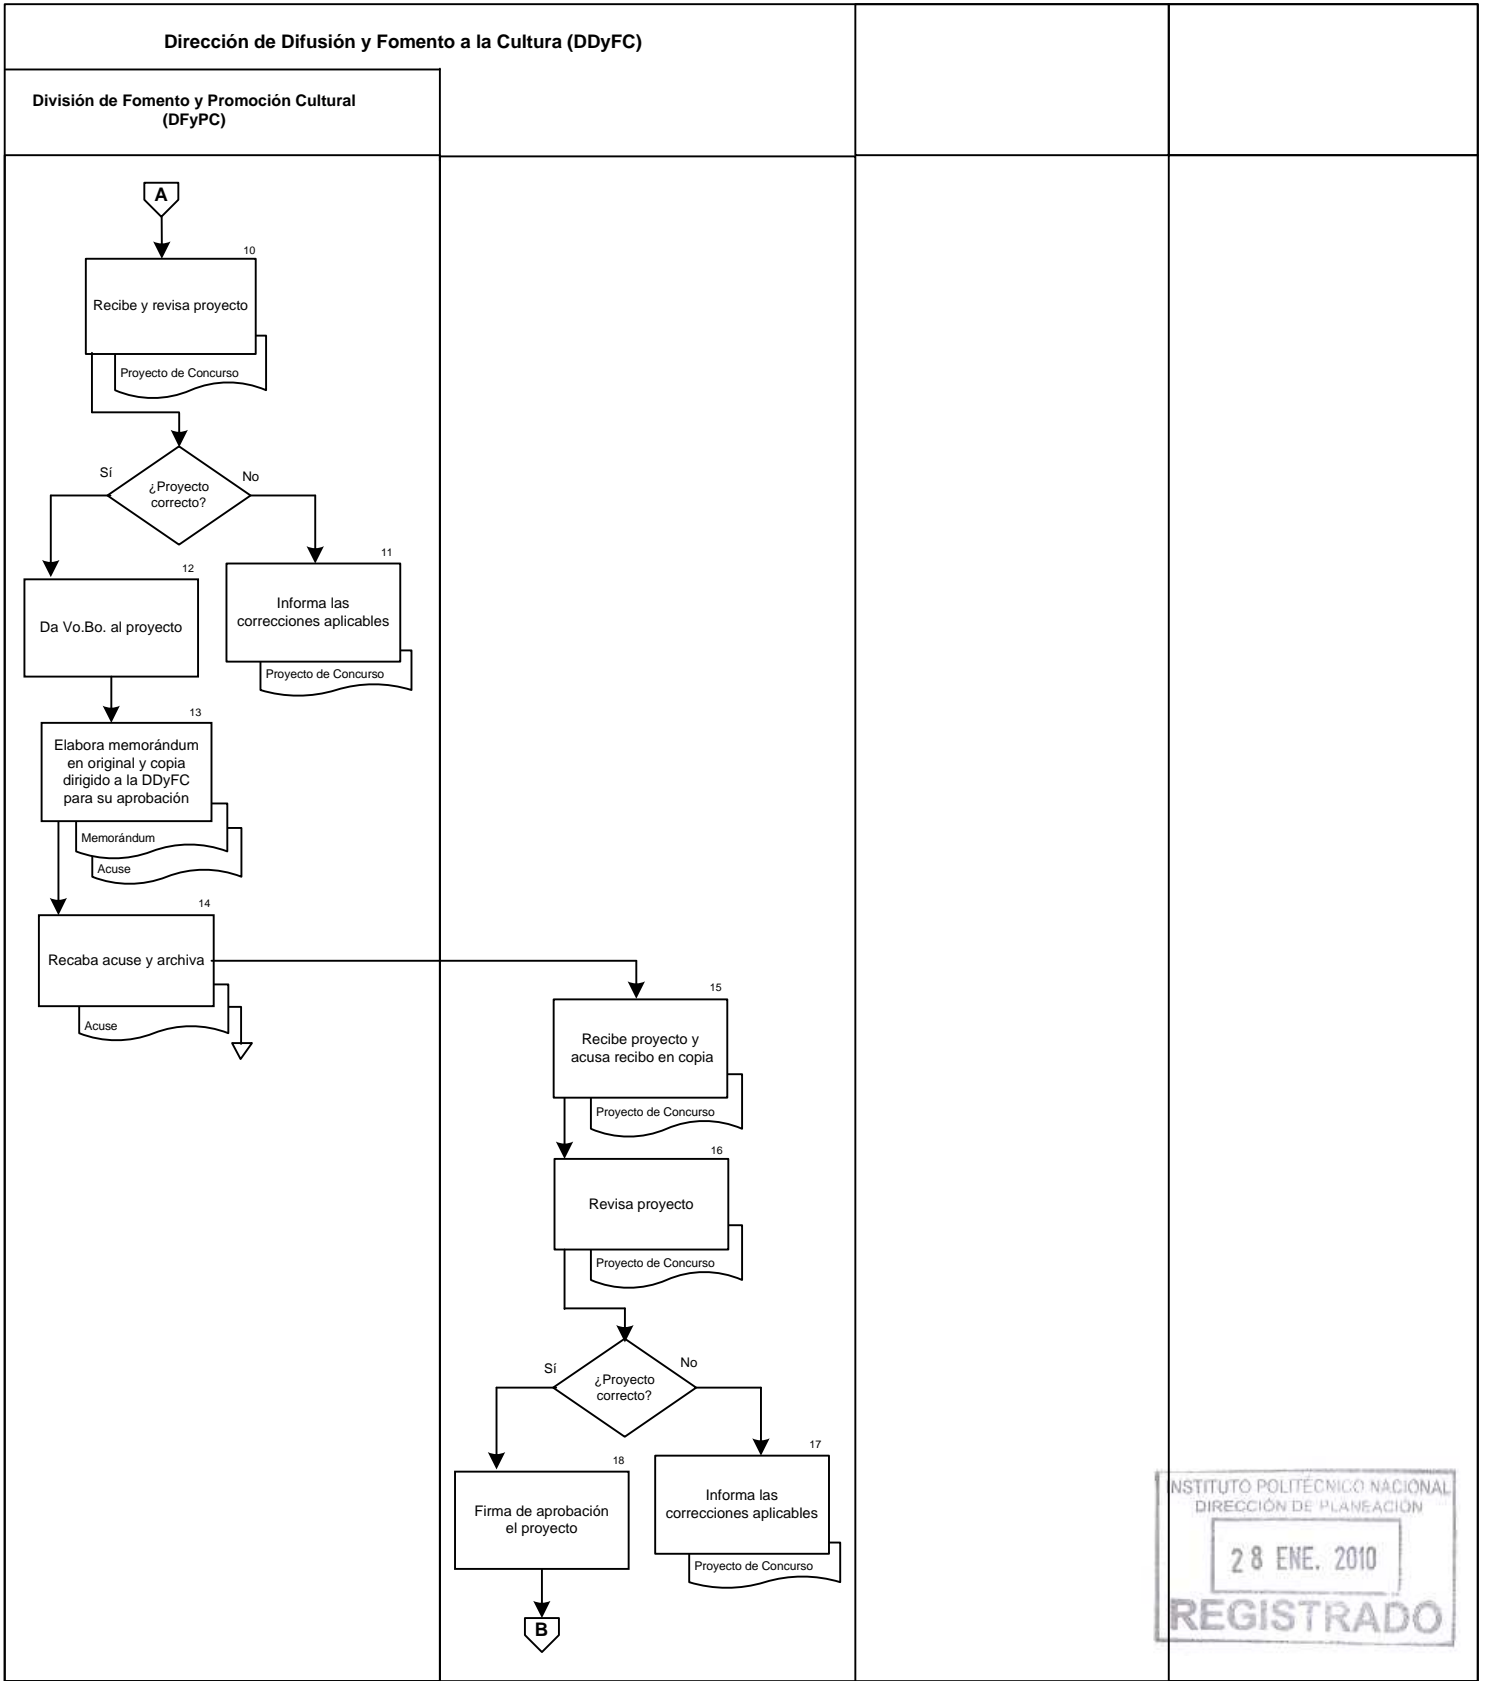 Dirección de Difusión y Fomento a la Cultura (DDyFC)
División de Fomento y Promoción Cultural
(DFyPC)
A
10
Recibe y revisa proyecto
Proyecto de Concurso
Sí
No
¿Proyecto
correcto?
11
Informa las
correcciones aplicables
Proyecto de Concurso
12
Da Vo.Bo. al proyecto
13
Elabora memorándum
en original y copia
dirigido a la DDyFC
para su aprobación
Memorándum
Acuse
14
Recaba acuse y archiva
Acuse
15
Recibe proyecto y
acusa recibo en copia
Proyecto de Concurso
16
Revisa proyecto
Proyecto de Concurso
Sí
No
¿Proyecto
correcto?
17
Informa las
correcciones aplicables
Proyecto de Concurso
18
Firma de aprobación
el proyecto
B
INSTITUTO POLITÉCNICO NACIONAL
DIRECCIÓN DE PLANEACIÓN
28 ENE. 2010
REGISTRADO